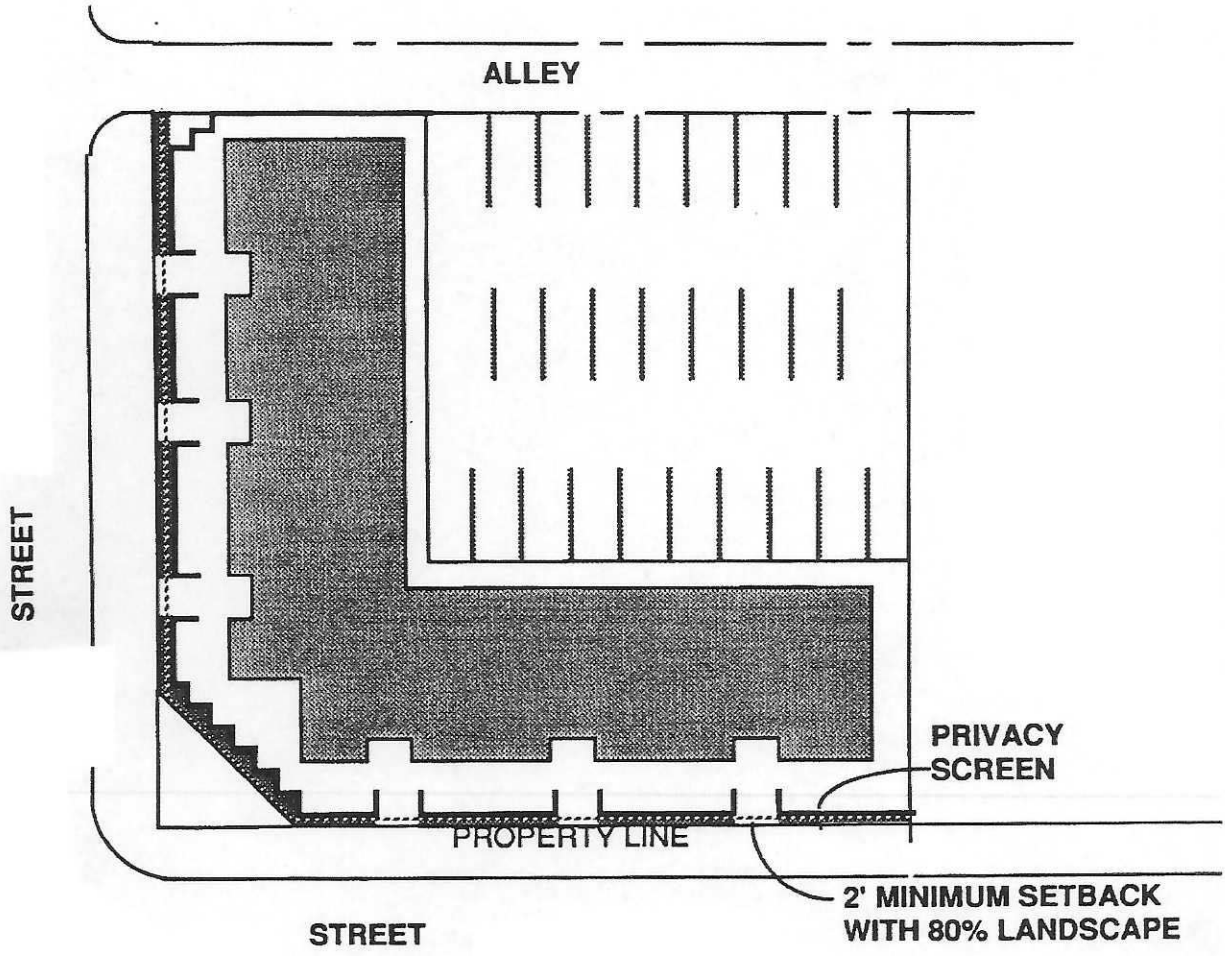 ALLEY
STREET
PRIVACY
SCREEN
PROPERTY LINE
2' MINIMUM SETBACK
WITH 80% LANDSCAPE
STREET